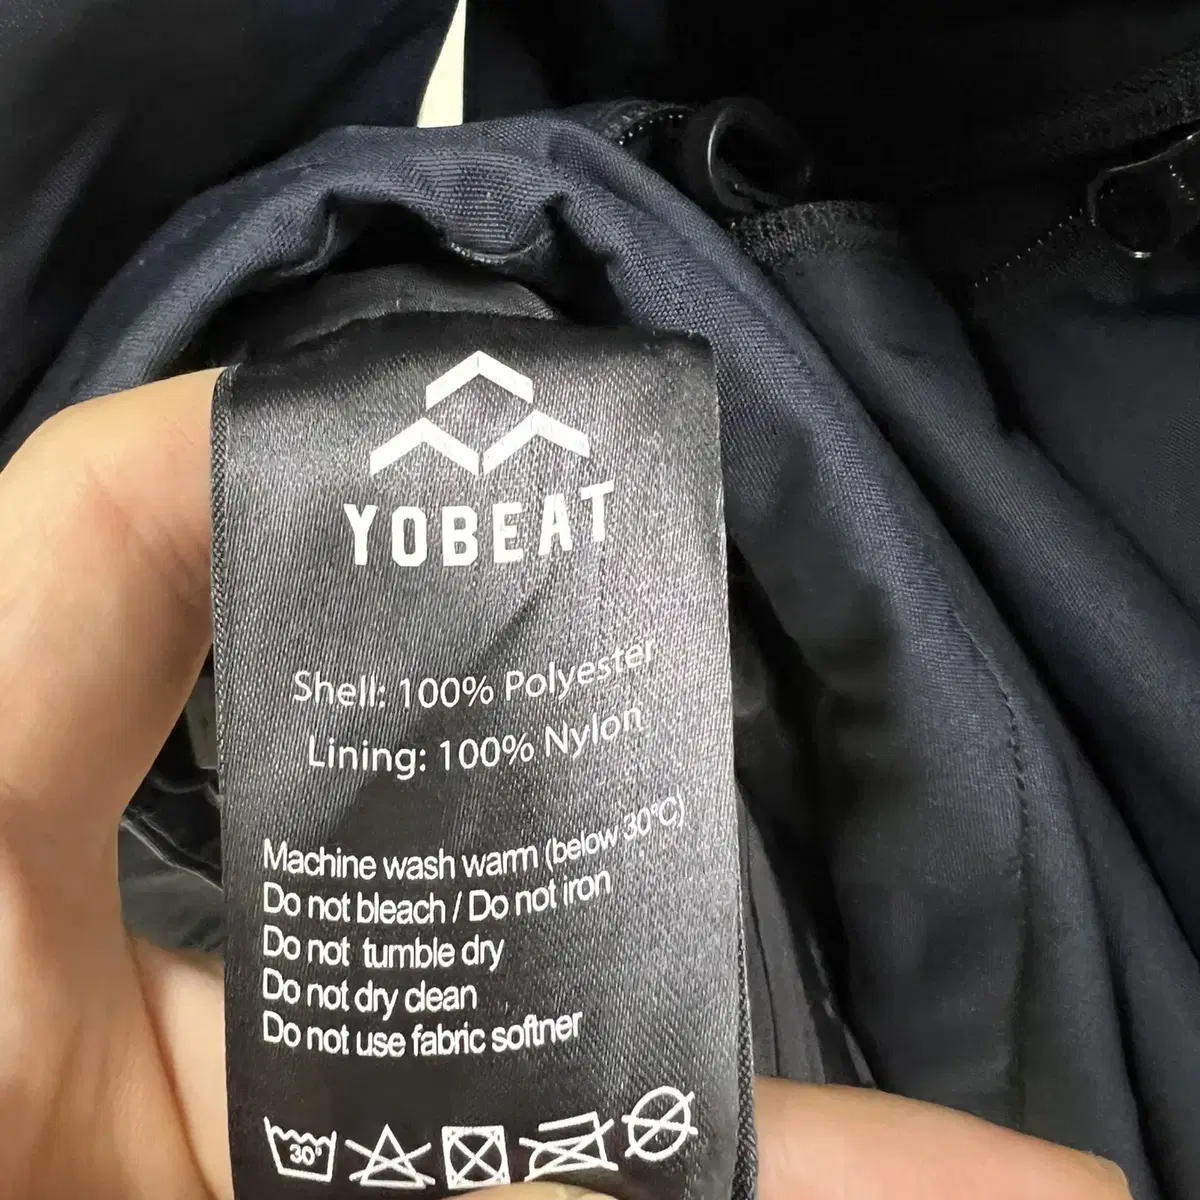 YOBEAT
Shell: 100% Polyester
Lining: 100% Nylon
Machine wash warm (below 30°C)
Do not bleach / Do not iron
Do not tumble dry
Do not dry clean
Do not use fabric softner
30°